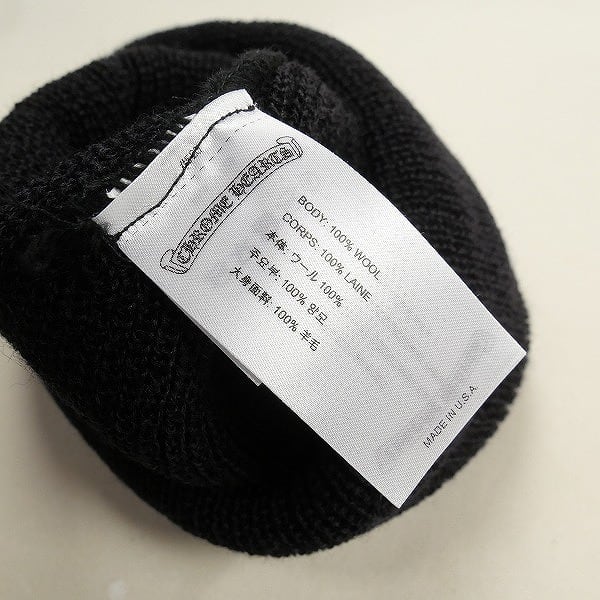 CHROME HEARTS
BODY: 100% WOOL
CORPS: 100% LAINE
本体: ウール 100%
주요부: 100% 양모
大身面料: 100% 羊毛
MADE IN U.S.A.